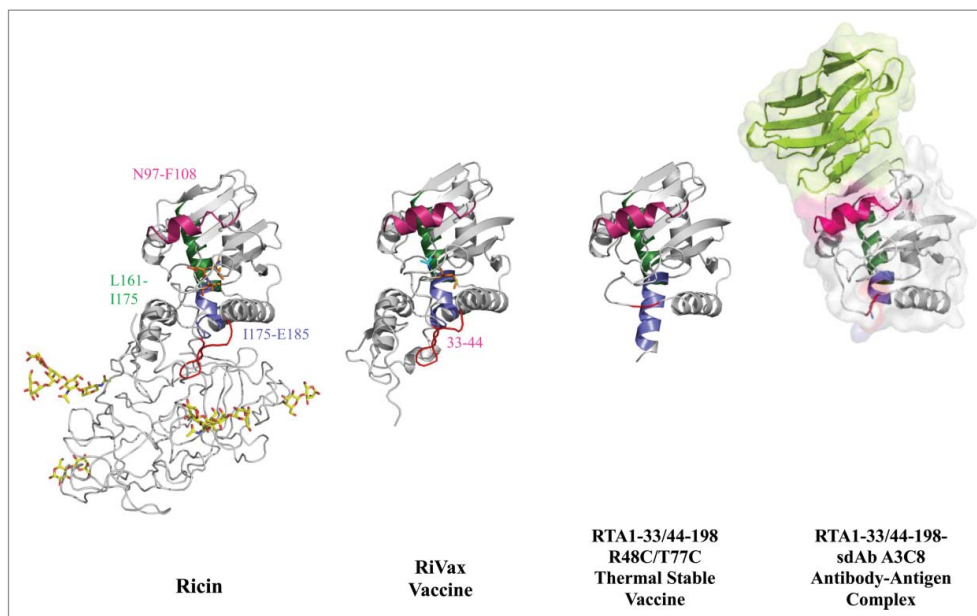 N97-F108
L161-
I175
I175-E185
33-44
Ricin
RiVax
Vaccine
RTA1-33/44-198
R48C/T77C
Thermal Stable
Vaccine
RTA1-33/44-198-
sdAb A3C8
Antibody-Antigen
Complex